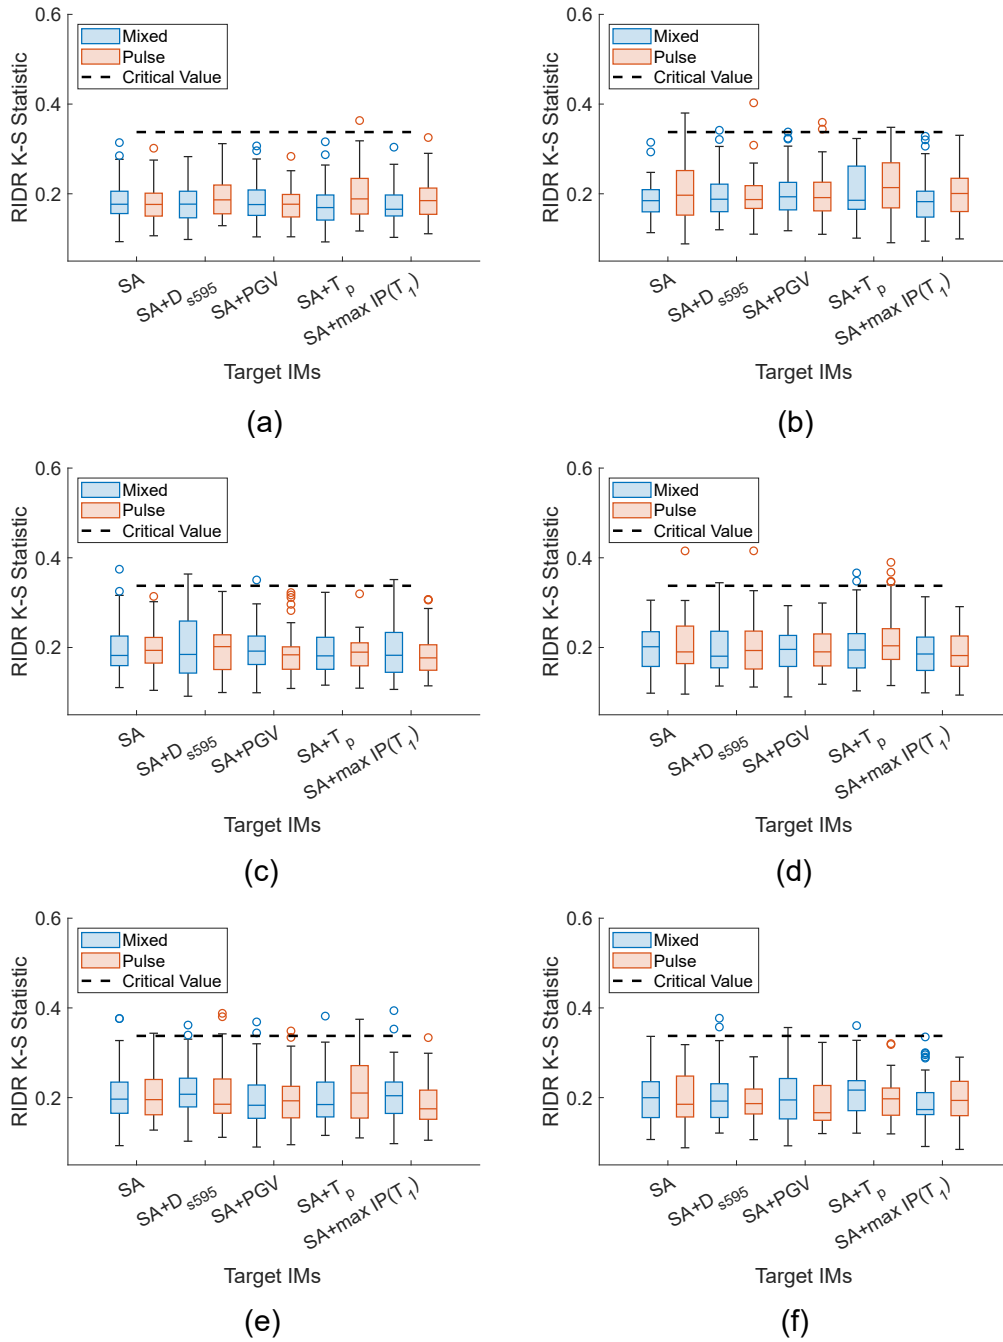 0.6
0.4
0.2
RIDR K-S Statistic
Mixed
Pulse
Critical Value
SA
SA+D s595
SA+PGV
SA+T p
SA+max IP(T 1)
Target IMs
(a)
0.6
0.4
0.2
RIDR K-S Statistic
Mixed
Pulse
Critical Value
SA
SA+D s595
SA+PGV
SA+T p
SA+max IP(T 1)
Target IMs
(b)
0.6
0.4
0.2
RIDR K-S Statistic
Mixed
Pulse
Critical Value
SA
SA+D s595
SA+PGV
SA+T p
SA+max IP(T 1)
Target IMs
(c)
0.6
0.4
0.2
RIDR K-S Statistic
Mixed
Pulse
Critical Value
SA
SA+D s595
SA+PGV
SA+T p
SA+max IP(T 1)
Target IMs
(d)
0.6
0.4
0.2
RIDR K-S Statistic
Mixed
Pulse
Critical Value
SA
SA+D s595
SA+PGV
SA+T p
SA+max IP(T 1)
Target IMs
(e)
0.6
0.4
0.2
RIDR K-S Statistic
Mixed
Pulse
Critical Value
SA
SA+D s595
SA+PGV
SA+T p
SA+max IP(T 1)
Target IMs
(f)